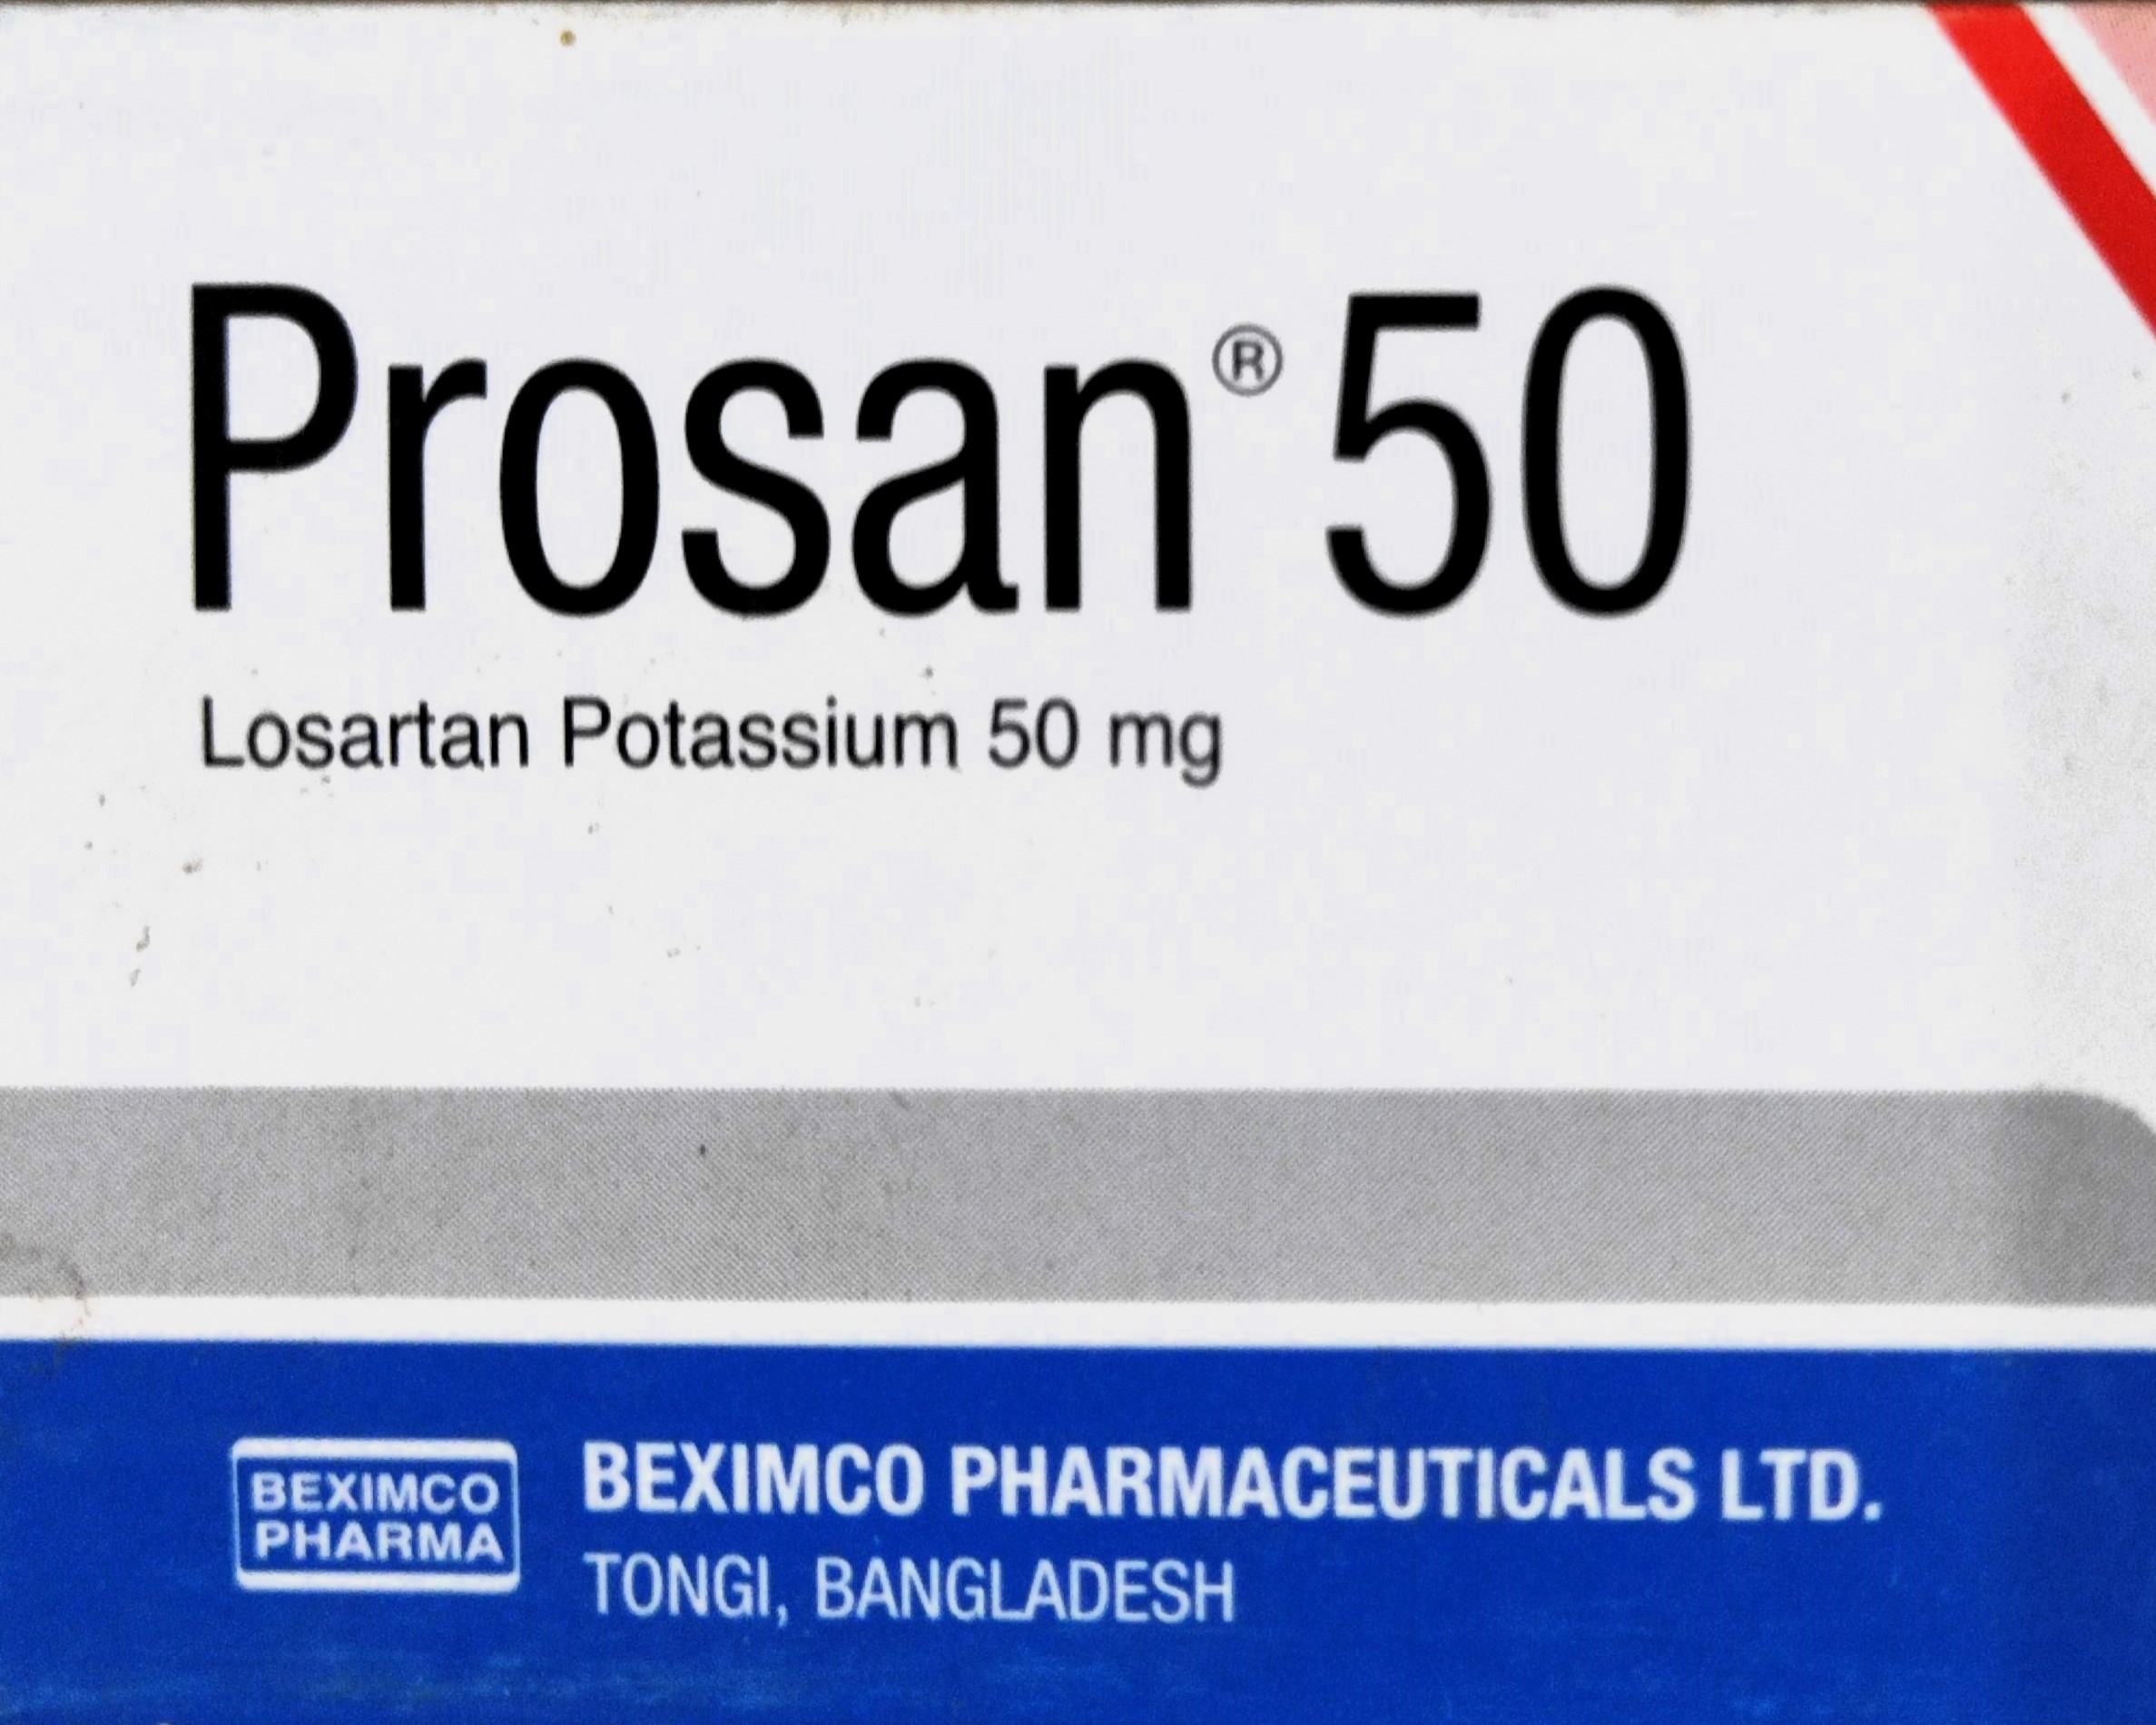 Prosan® 50
Losartan Potassium 50 mg
BEXIMCO
PHARMA
BEXIMCO PHARMACEUTICALS LTD.
TONGI, BANGLADESH